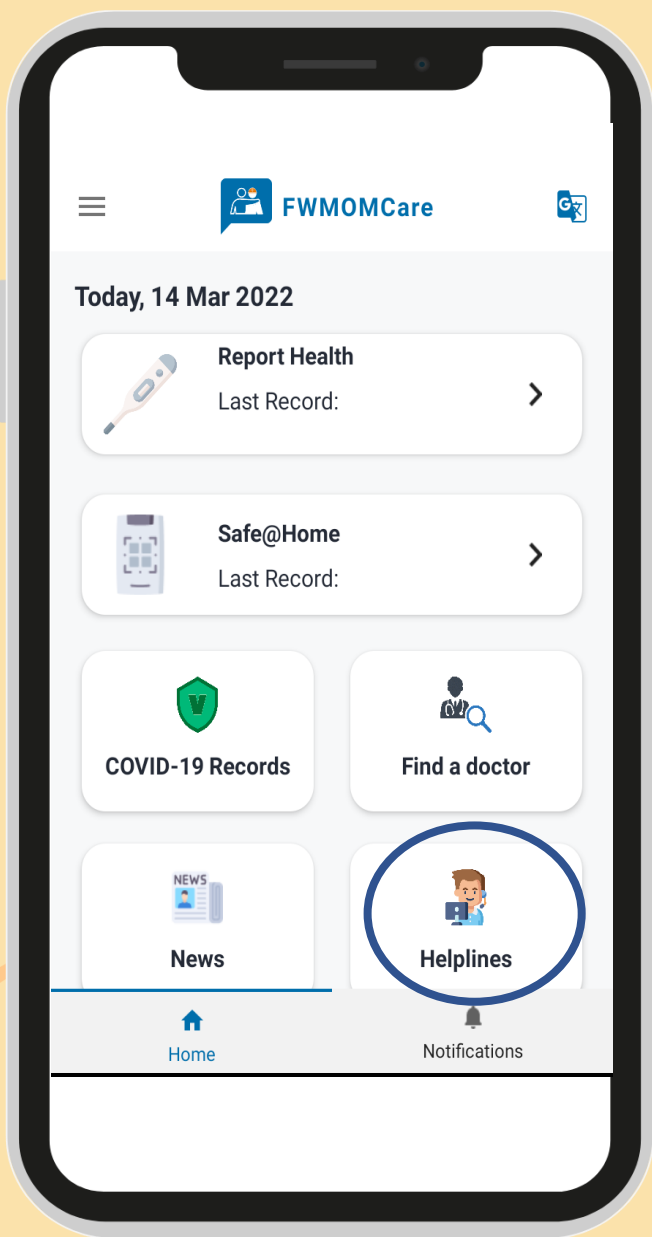 FWMOMCare
G
Today, 14 Mar 2022
Report Health
Last Record:
Safe@Home
Last Record:
V
COVID-19 Records
Find a doctor
NEWS
News
Helplines
Home
Notifications